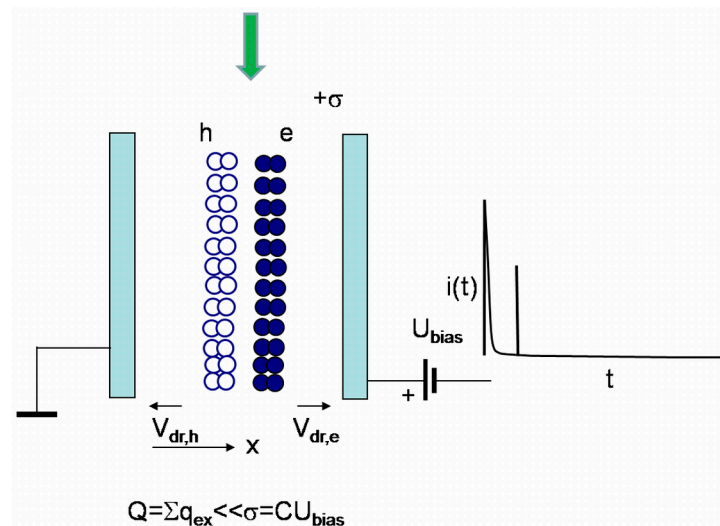 +σ
h e
i(t)
U_bias
+
t
V_dr,h x V_dr,e
Q=Σq_ex<<σ=CU_bias